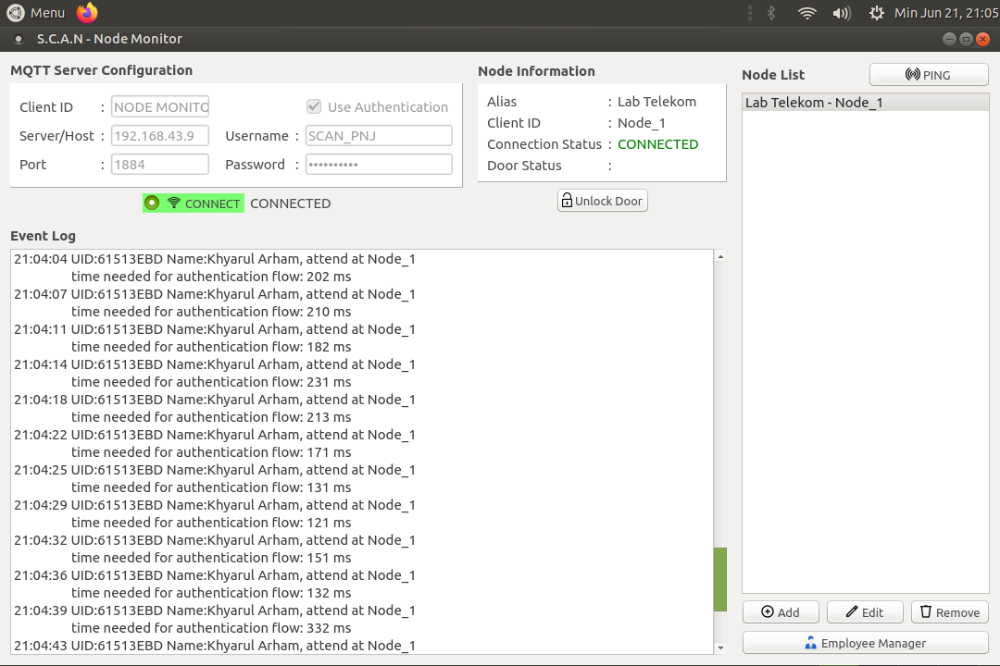 Menu
Min Jun 21, 21:05
S.C.A.N - Node Monitor
MQTT Server Configuration
Client ID : NODE MONITO
Use Authentication
Server/Host : 192.168.43.9
Username : SCAN_PNJ
Port : 1884
Password : ••••••••••
CONNECT CONNECTED
Node Information
Alias : Lab Telekom
Client ID : Node_1
Connection Status : CONNECTED
Door Status :
Unlock Door
Node List
PING
Lab Telekom - Node_1
Event Log
21:04:04 UID:61513EBD Name:Khyarul Arham, attend at Node_1
time needed for authentication flow: 202 ms
21:04:07 UID:61513EBD Name:Khyarul Arham, attend at Node_1
time needed for authentication flow: 210 ms
21:04:11 UID:61513EBD Name:Khyarul Arham, attend at Node_1
time needed for authentication flow: 182 ms
21:04:14 UID:61513EBD Name:Khyarul Arham, attend at Node_1
time needed for authentication flow: 231 ms
21:04:18 UID:61513EBD Name:Khyarul Arham, attend at Node_1
time needed for authentication flow: 213 ms
21:04:22 UID:61513EBD Name:Khyarul Arham, attend at Node_1
time needed for authentication flow: 171 ms
21:04:25 UID:61513EBD Name:Khyarul Arham, attend at Node_1
time needed for authentication flow: 131 ms
21:04:29 UID:61513EBD Name:Khyarul Arham, attend at Node_1
time needed for authentication flow: 121 ms
21:04:32 UID:61513EBD Name:Khyarul Arham, attend at Node_1
time needed for authentication flow: 151 ms
21:04:36 UID:61513EBD Name:Khyarul Arham, attend at Node_1
time needed for authentication flow: 132 ms
21:04:39 UID:61513EBD Name:Khyarul Arham, attend at Node_1
time needed for authentication flow: 332 ms
21:04:43 UID:61513EBD Name:Khyarul Arham, attend at Node_1
Add
Edit
Remove
Employee Manager